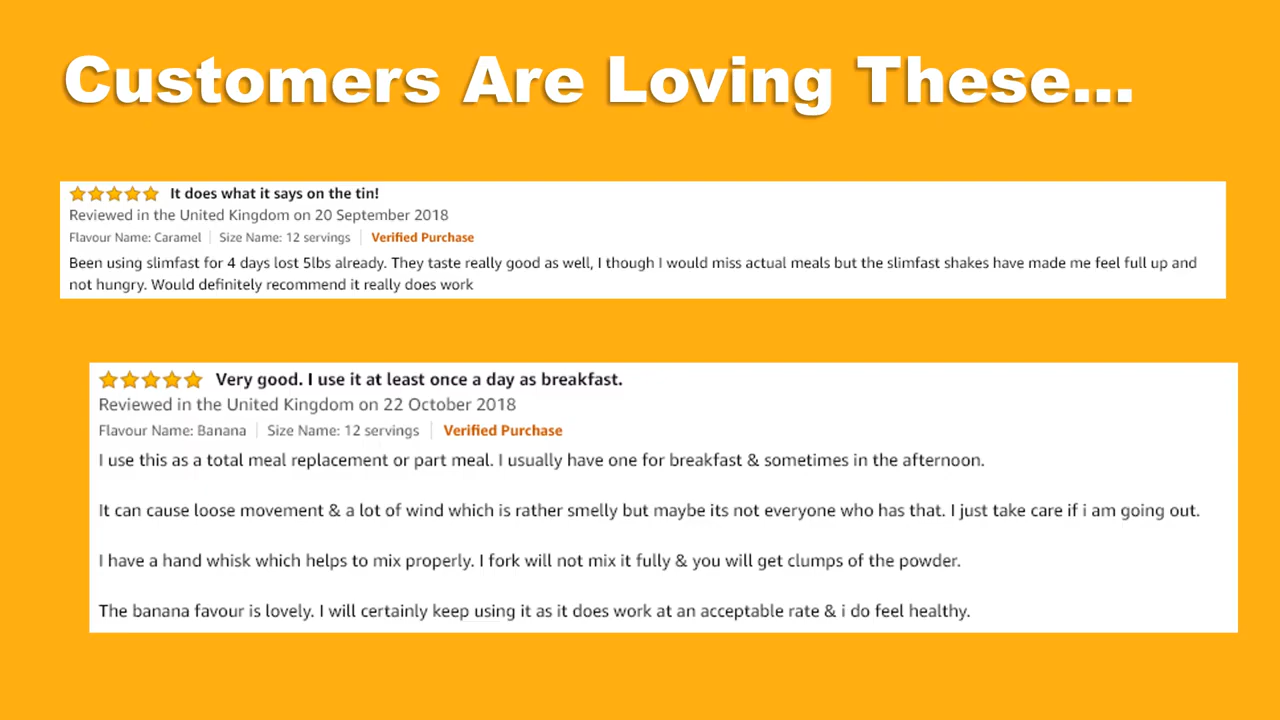 Customers Are Loving These...
It does what it says on the tin!
Reviewed in the United Kingdom on 20 September 2018
Flavour Name: Caramel | Size Name: 12 servings | Verified Purchase
Been using slimfast for 4 days lost 5lbs already. They taste really good as well, I though I would miss actual meals but the slimfast shakes have made me feel full up and
not hungry. Would definitely recommend it really does work
Very good. I use it at least once a day as breakfast.
Reviewed in the United Kingdom on 22 October 2018
Flavour Name: Banana | Size Name: 12 servings | Verified Purchase
I use this as a total meal replacement or part meal. I usually have one for breakfast & sometimes in the afternoon.
It can cause loose movement & a lot of wind which is rather smelly but maybe its not everyone who has that. I just take care if i am going out.
I have a hand whisk which helps to mix properly. I fork will not mix it fully & you will get clumps of the powder.
The banana favour is lovely. I will certainly keep using it as it does work at an acceptable rate & i do feel healthy.